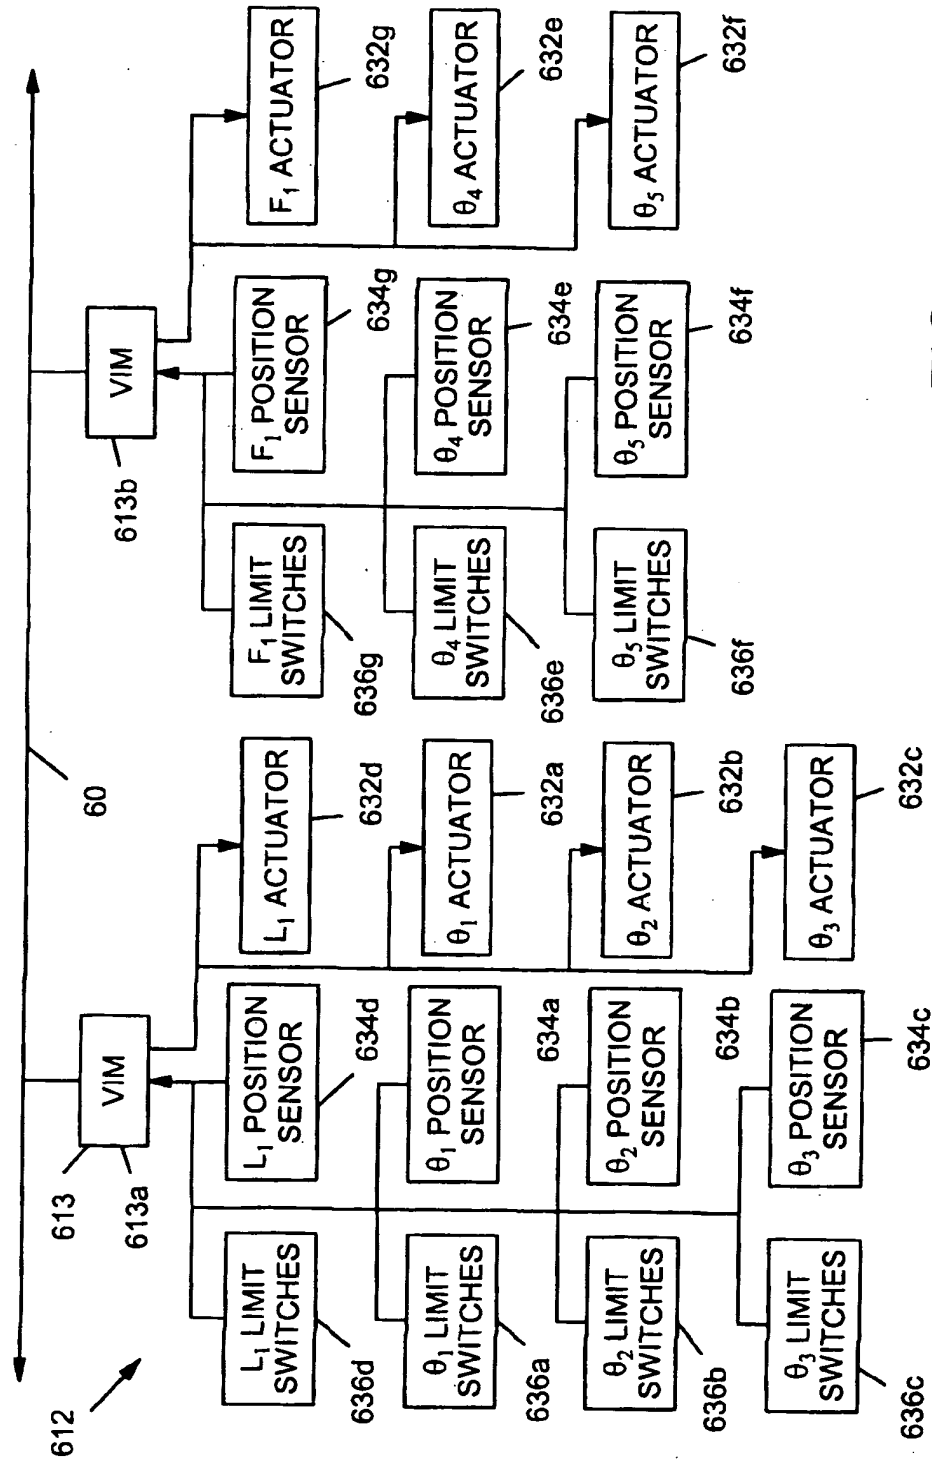 612
60
613
613a
VIM
613b
VIM
L₁ LIMIT
SWITCHES
636d
L₁ POSITION
SENSOR
634d
L₁ ACTUATOR
632d
F₁ LIMIT
SWITCHES
636g
F₁ POSITION
SENSOR
634g
F₁ ACTUATOR
632g
θ₁ LIMIT
SWITCHES
636a
θ₁ POSITION
SENSOR
634a
θ₁ ACTUATOR
632a
θ₄ LIMIT
SWITCHES
636e
θ₄ POSITION
SENSOR
634e
θ₄ ACTUATOR
632e
θ₂ LIMIT
SWITCHES
636b
θ₂ POSITION
SENSOR
634b
θ₂ ACTUATOR
632b
θ₅ LIMIT
SWITCHES
636f
θ₅ POSITION
SENSOR
634f
θ₅ ACTUATOR
632f
θ₃ LIMIT
SWITCHES
636c
θ₃ POSITION
SENSOR
634c
θ₃ ACTUATOR
632c